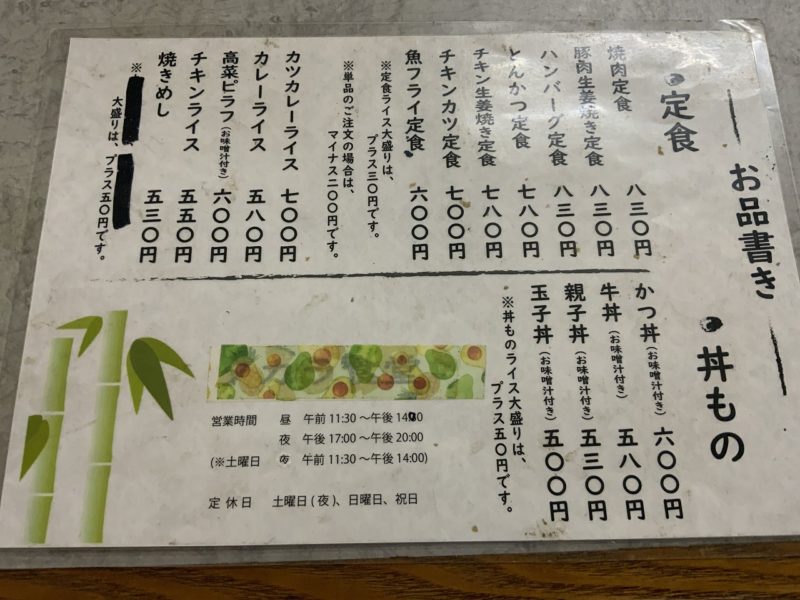 お品書き
定食
焼肉定食 八三〇円
豚肉生姜焼き定食 八三〇円
ハンバーグ定食 八三〇円
とんかつ定食 七八〇円
チキン生姜焼き定食 七八〇円
チキンカツ定食 七〇〇円
魚フライ定食 六〇〇円
※定食ライス大盛りは、
プラス三〇円です。
※単品のご注文の場合は、
マイナス二〇〇円です。
カツカレーライス 七〇〇円
カレーライス 五八〇円
高菜ピラフ(お味噌汁付き) 六〇〇円
チキンライス 五五〇円
焼きめし 五三〇円
※
大盛りは、プラス五〇円です。
丼もの
かつ丼(お味噌汁付き) 六〇〇円
牛丼(お味噌汁付き) 五八〇円
親子丼(お味噌汁付き) 五三〇円
玉子丼(お味噌汁付き) 五〇〇円
※丼ものライス大盛りは、
プラス五〇円です。
営業時間 昼 午前 11:30 〜午後 14:00
夜 午後 17:00 〜午後 20:00
(※土曜日 夜 午前 11:30 〜午後 14:00)
定休日 土曜日(夜)、日曜日、祝日